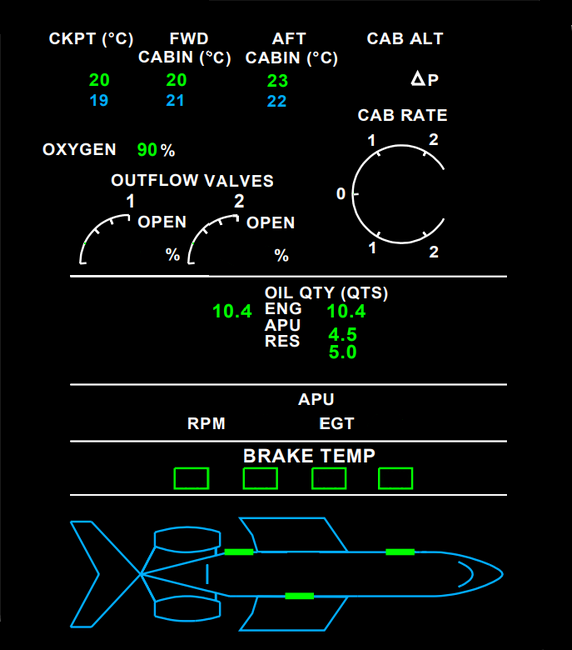 CKPT (°C) FWD CABIN (°C) AFT CABIN (°C) CAB ALT
20 20 23 ΔP
19 21 22
CAB RATE
1 2
OXYGEN 90%
OUTFLOW VALVES
0
1 2
OPEN OPEN
% %
1 2
OIL QTY (QTS)
10.4 ENG 10.4
APU 4.5
RES 5.0
APU
RPM EGT
BRAKE TEMP